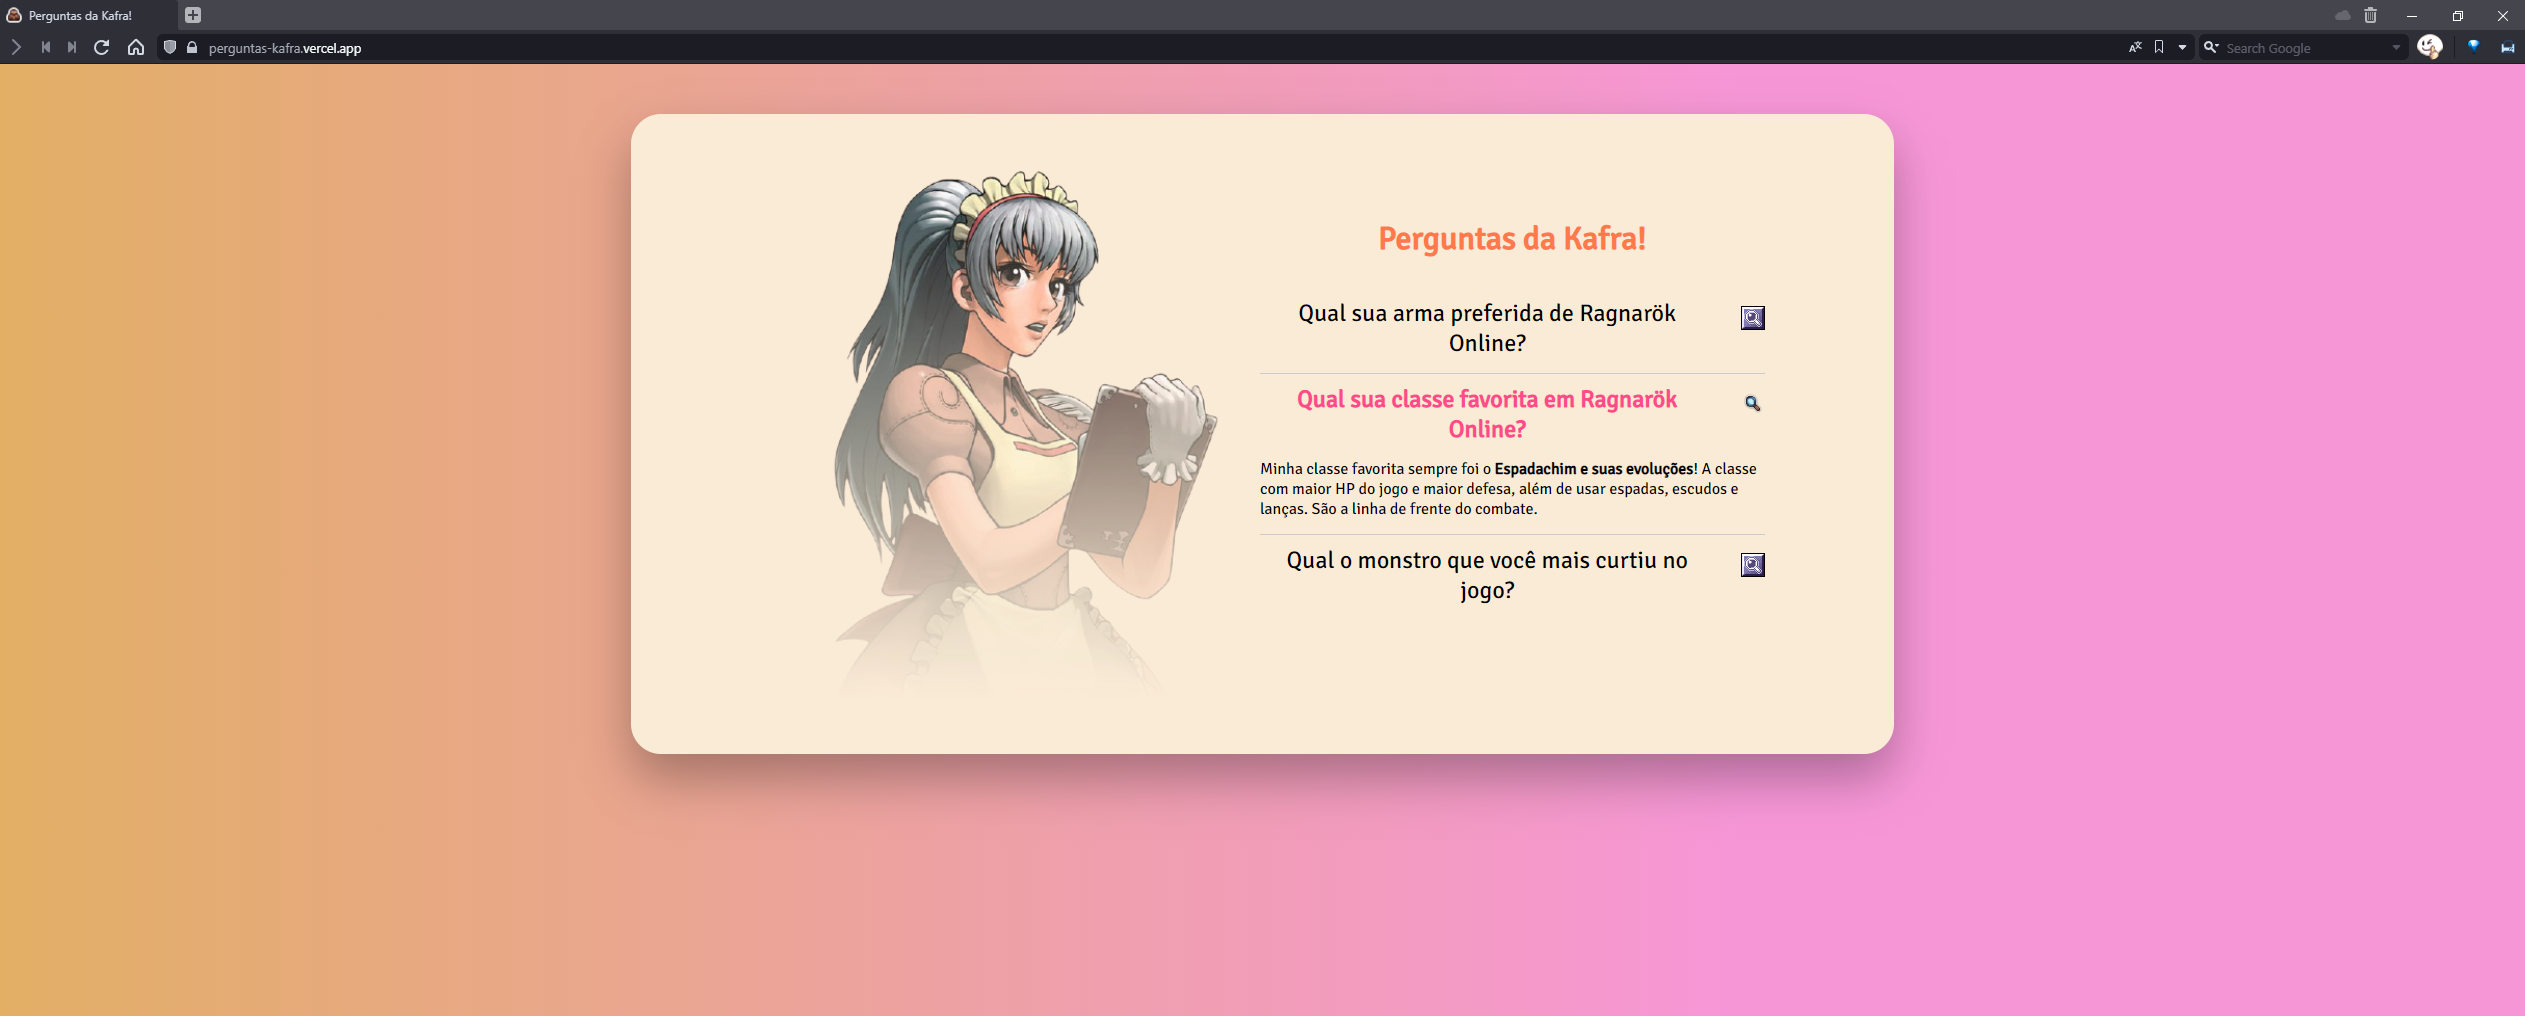 Perguntas da Kafra!
perguntas-kafra.vercel.app
Search Google
Perguntas da Kafra!
Qual sua arma preferida de Ragnarök
Online?
Qual sua classe favorita em Ragnarök
Online?
Minha classe favorita sempre foi o Espadachim e suas evoluções! A classe
com maior HP do jogo e maior defesa, além de usar espadas, escudos e
lanças. São a linha de frente do combate.
Qual o monstro que você mais curtiu no
jogo?